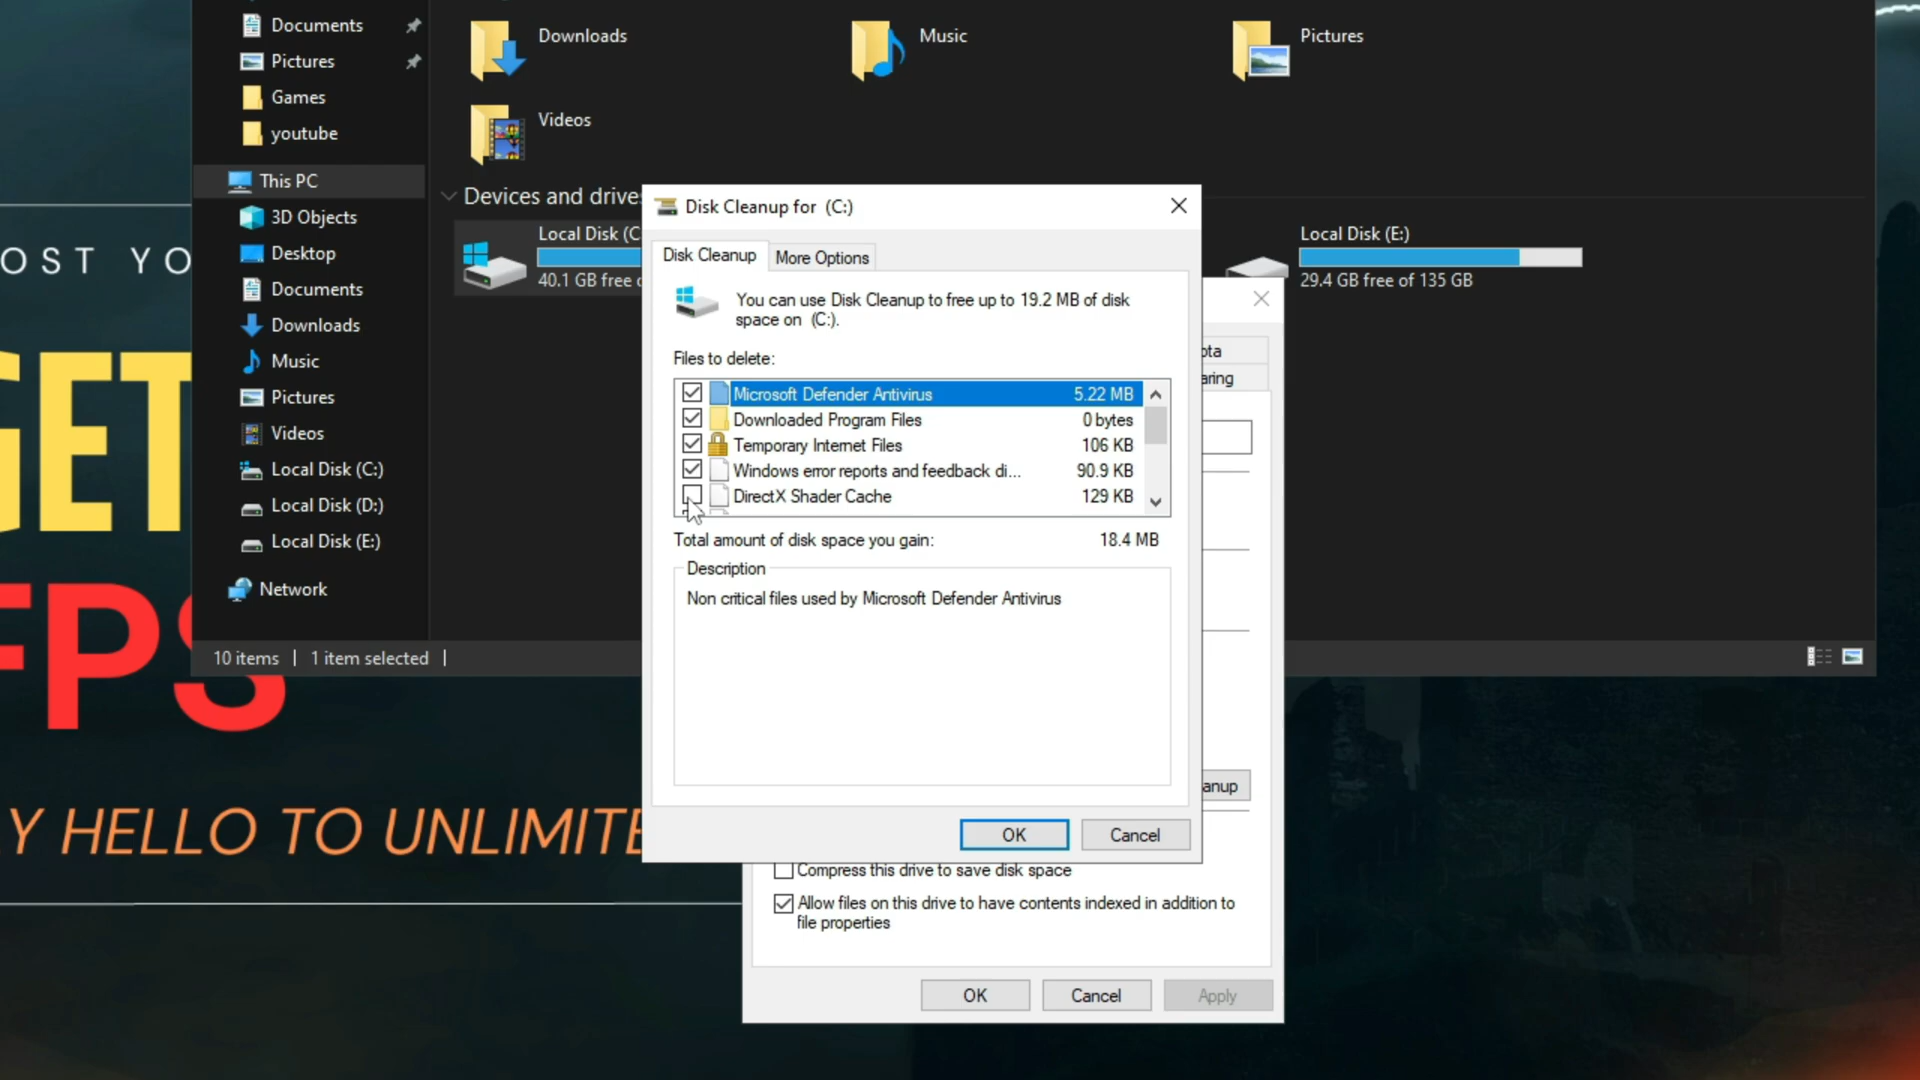 Documents
Pictures
Games
youtube
This PC
3D Objects
Desktop
Documents
Downloads
Music
Pictures
Videos
Local Disk (C:)
Local Disk (D:)
Local Disk (E:)
Network
10 items
1 item selected
Downloads
Music
Pictures
Videos
Devices and drives
Local Disk (C
40.1 GB free
Local Disk (E:)
29.4 GB free of 135 GB
Disk Cleanup for (C:)
Disk Cleanup
More Options
You can use Disk Cleanup to free up to 19.2 MB of disk
space on (C:).
Files to delete:
Microsoft Defender Antivirus 5.22 MB
Downloaded Program Files 0 bytes
Temporary Internet Files 106 KB
Windows error reports and feedback di... 90.9 KB
DirectX Shader Cache 129 KB
Total amount of disk space you gain: 18.4 MB
Description
Non critical files used by Microsoft Defender Antivirus
OK
Cancel
ota
aring
anup
Compress this drive to save disk space
Allow files on this drive to have contents indexed in addition to
file properties
OK
Cancel
Apply
OST YO
GET
FPS
Y HELLO TO UNLIMITE